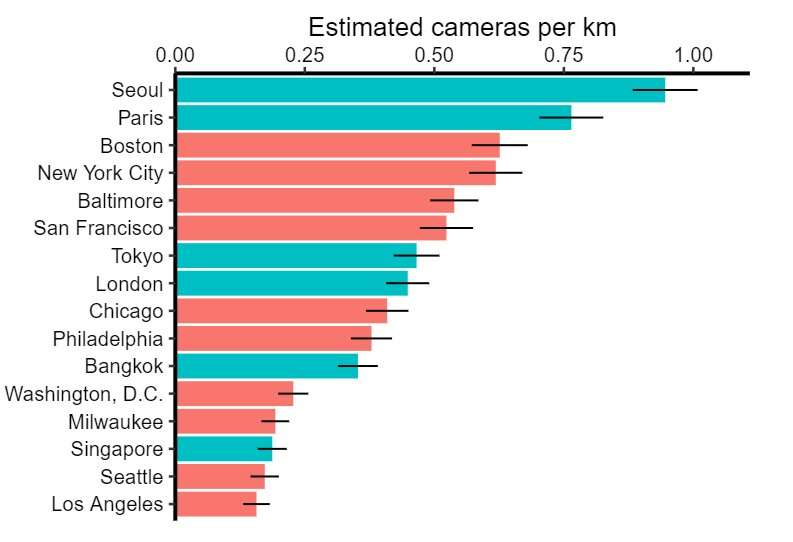 Estimated cameras per km
0.00 0.25 0.50 0.75 1.00
Seoul
Paris
Boston
New York City
Baltimore
San Francisco
Tokyo
London
Chicago
Philadelphia
Bangkok
Washington, D.C.
Milwaukee
Singapore
Seattle
Los Angeles